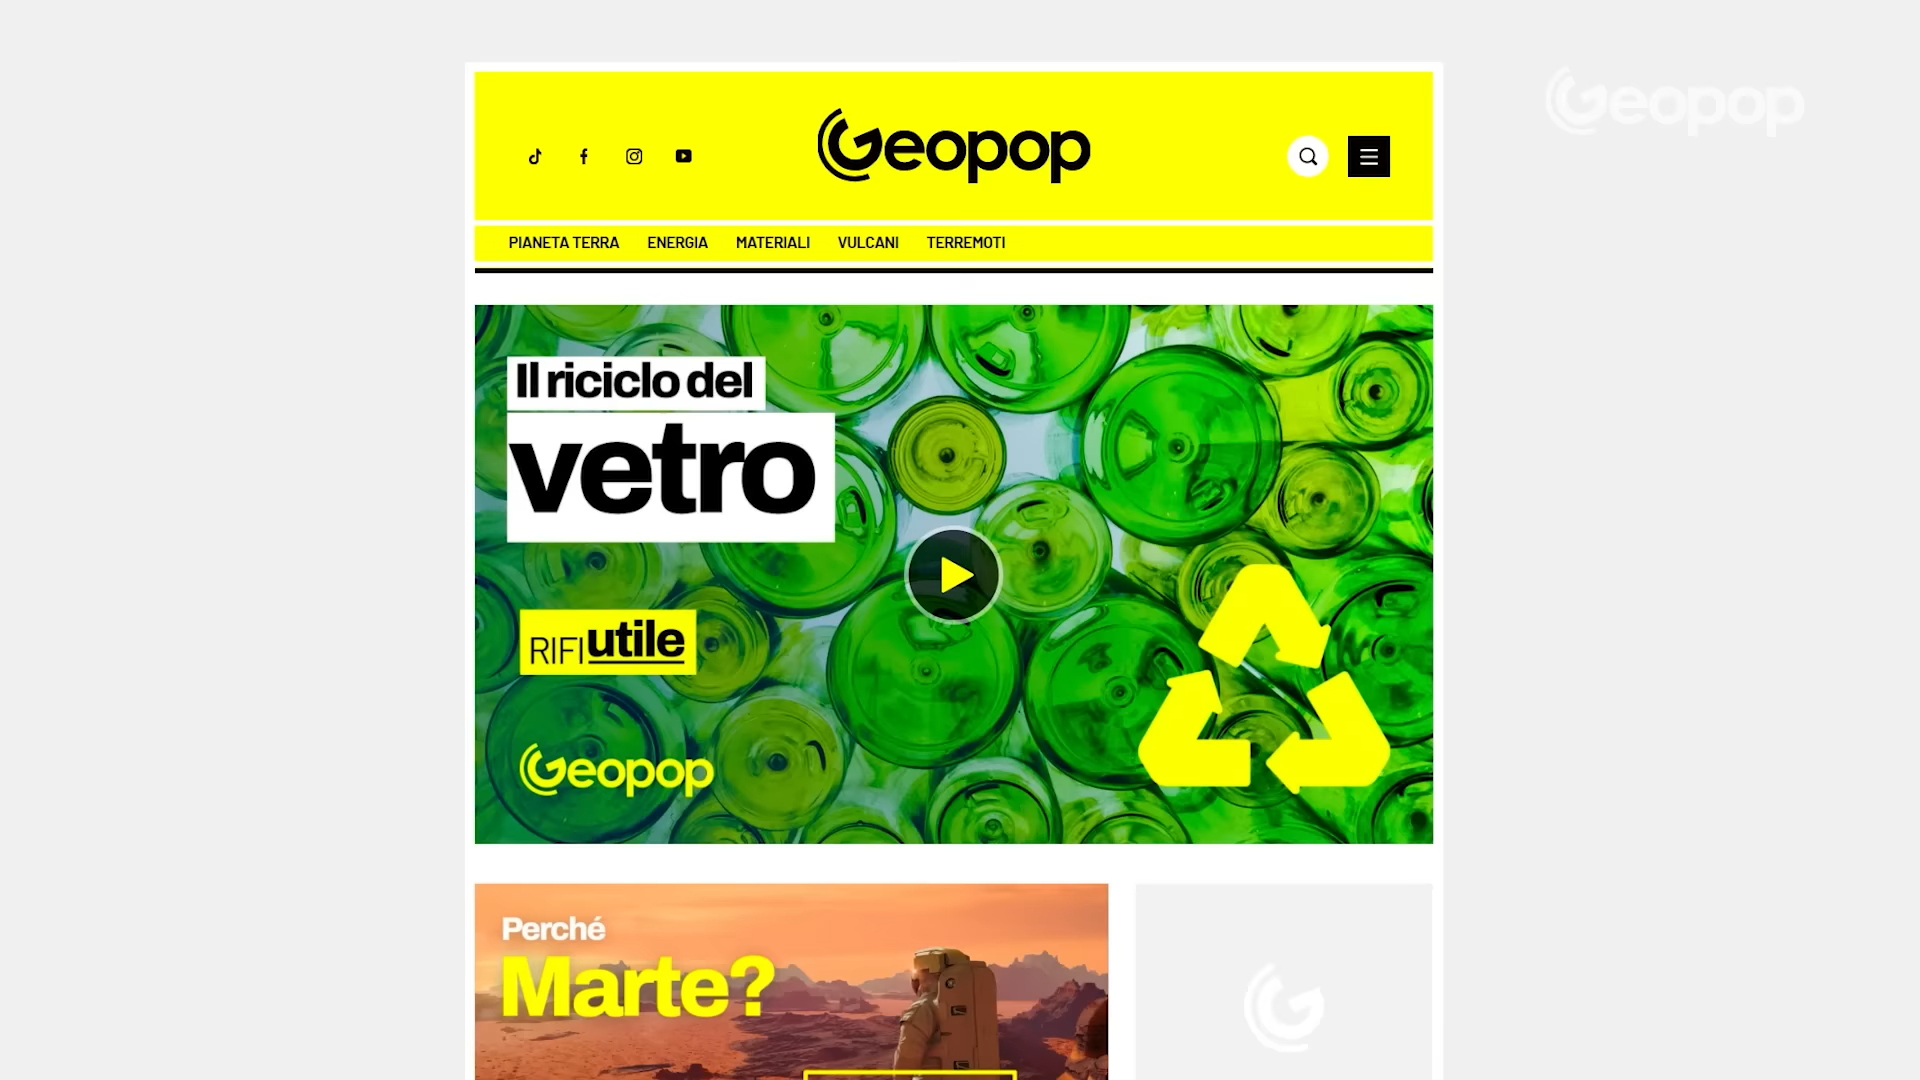 Geopop
Geopop
PIANETA TERRA ENERGIA MATERIALI VULCANI TERREMOTI
Il riciclo del
vetro
RIFIutile
Geopop
Perché
Marte?